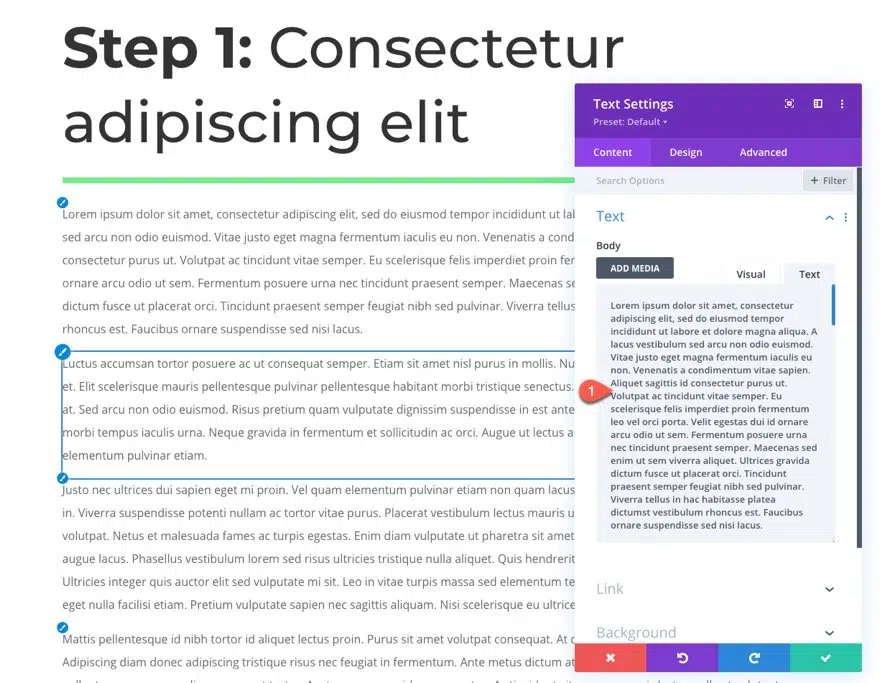 Step 1: Consectetur
adipiscing elit
Lorem ipsum dolor sit amet, consectetur adipiscing elit, sed do eiusmod tempor incididunt ut
sed arcu non odio euismod. Vitae justo eget magna fermentum iaculis eu non. Venenatis a cond
consectetur purus ut. Volutpat ac tincidunt vitae semper. Eu scelerisque felis imperdiet proin
ornare arcu odio ut sem. Fermentum posuere urna nec tincidunt praesent semper. Maecenas
dictum fusce ut placerat orci. Tincidunt praesent semper feugiat nibh sed pulvinar. Viverra tellus
rhoncus est. Faucibus ornare suspendisse sed nisi lacus.
Luctus accumsan tortor posuere ac ut consequat semper. Etiam sit amet nisl purus in mollis.
et. Elit scelerisque mauris pellentesque pulvinar pellentesque habitant morbi tristique senectus.
at. Sed arcu non odio euismod. Risus pretium quam vulputate dignissim suspendisse in est ante
morbi tempus iaculis urna. Neque gravida in fermentum et sollicitudin ac orci. Augue ut lectus a
elementum pulvinar etiam.
Justo nec ultrices dui sapien eget mi proin. Vel quam elementum pulvinar etiam non quam lacus
in. Viverra suspendisse potenti nullam ac tortor vitae purus. Placerat vestibulum lectus mauris
volutpat. Netus et malesuada fames ac turpis egestas. Enim diam vulputate ut pharetra sit
augue lacus. Phasellus vestibulum lorem sed risus ultricies tristique nulla aliquet. Quis
Ultricies integer quis auctor elit sed vulputate mi sit. Leo in vitae turpis massa sed elementum
eget nulla facilisi etiam. Pretium vulputate sapien nec sagittis aliquam. Nisi scelerisque eu
Mattis pellentesque id nibh tortor id aliquet lectus proin. Purus sit amet volutpat consequat. At
Adipiscing diam donec adipiscing tristique risus nec feugiat in fermentum. Ante metus dictum at
Text Settings
Preset: Default
Content Design Advanced
Search Options + Filter
Text
Body
ADD MEDIA
Visual Text
Lorem ipsum dolor sit amet, consectetur
adipiscing elit, sed do eiusmod tempor
incididunt ut labore et dolore magna aliqua. A
lacus vestibulum sed arcu non odio euismod.
Vitae justo eget magna fermentum iaculis eu
non. Venenatis a condimentum vitae sapien.
Aliquet sagittis id consectetur purus ut.
1
Volutpat ac tincidunt vitae semper. Eu
scelerisque felis imperdiet proin fermentum
leo vel orci porta. Velit egestas dui id ornare
arcu odio ut sem. Fermentum posuere urna
nec tincidunt praesent semper. Maecenas sed
enim ut sem viverra aliquet. Ultrices gravida
dictum fusce ut placerat orci. Tincidunt
praesent semper feugiat nibh sed pulvinar.
Viverra tellus in hac habitasse platea
dictumst vestibulum rhoncus est. Faucibus
ornare suspendisse sed nisi lacus.
Link
Background